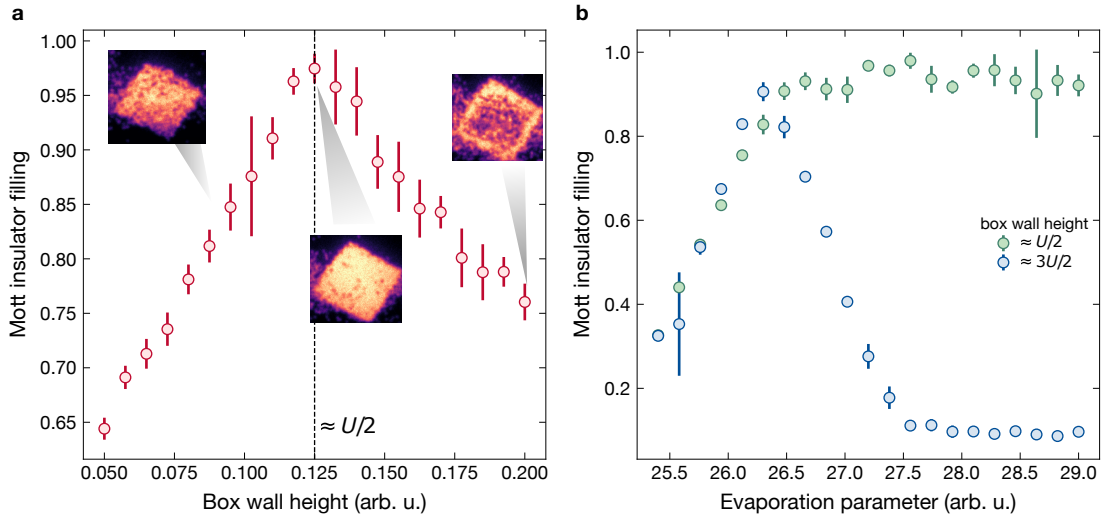 a
Mott insulator filling
1.00
0.95
0.90
0.85
0.80
0.75
0.70
0.65
≈ U/2
0.050 0.075 0.100 0.125 0.150 0.175 0.200
Box wall height (arb. u.)
b
Mott insulator filling
1.0
0.8
0.6
0.4
0.2
box wall height
≈ U/2
≈ 3U/2
25.5 26.0 26.5 27.0 27.5 28.0 28.5 29.0
Evaporation parameter (arb. u.)